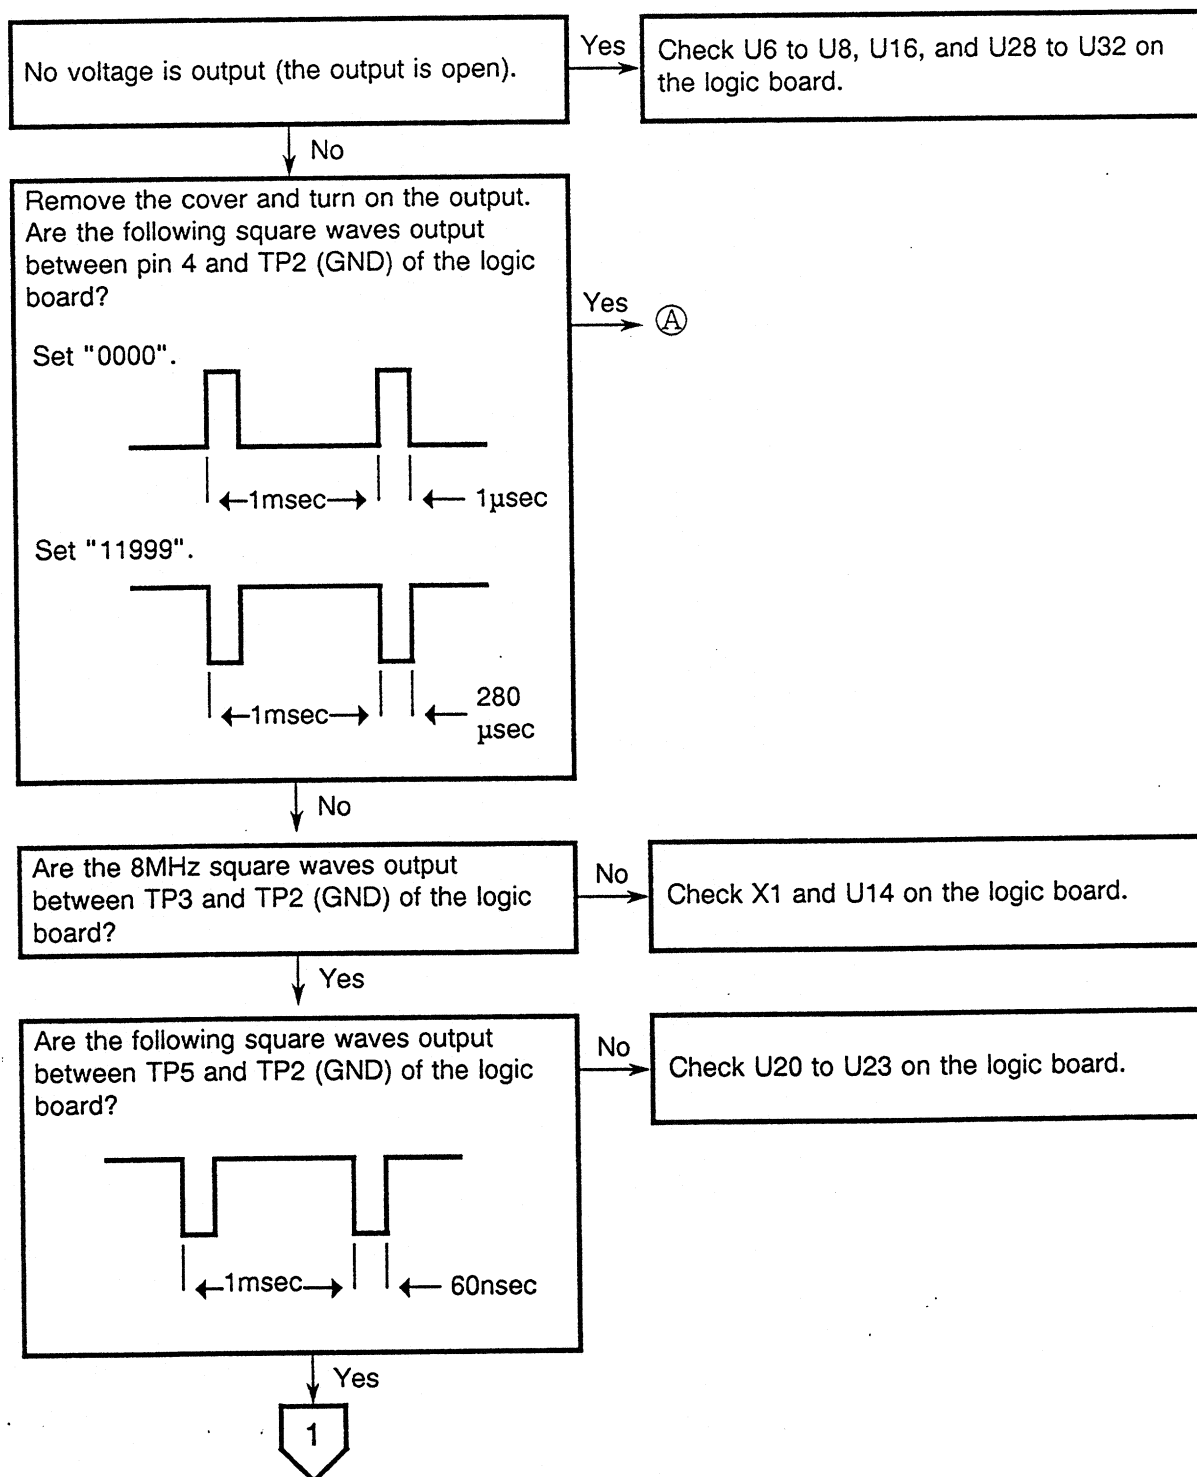 No voltage is output (the output is open).
Yes
Check U6 to U8, U16, and U28 to U32 on
the logic board.
No
Remove the cover and turn on the output.
Are the following square waves output
between pin 4 and TP2 (GND) of the logic
board?
Yes
A
Set "0000".
1msec
1µsec
Set "11999".
1msec
280
µsec
No
Are the 8MHz square waves output
between TP3 and TP2 (GND) of the logic
board?
No
Check X1 and U14 on the logic board.
Yes
Are the following square waves output
between TP5 and TP2 (GND) of the logic
board?
No
Check U20 to U23 on the logic board.
1msec
60nsec
Yes
1